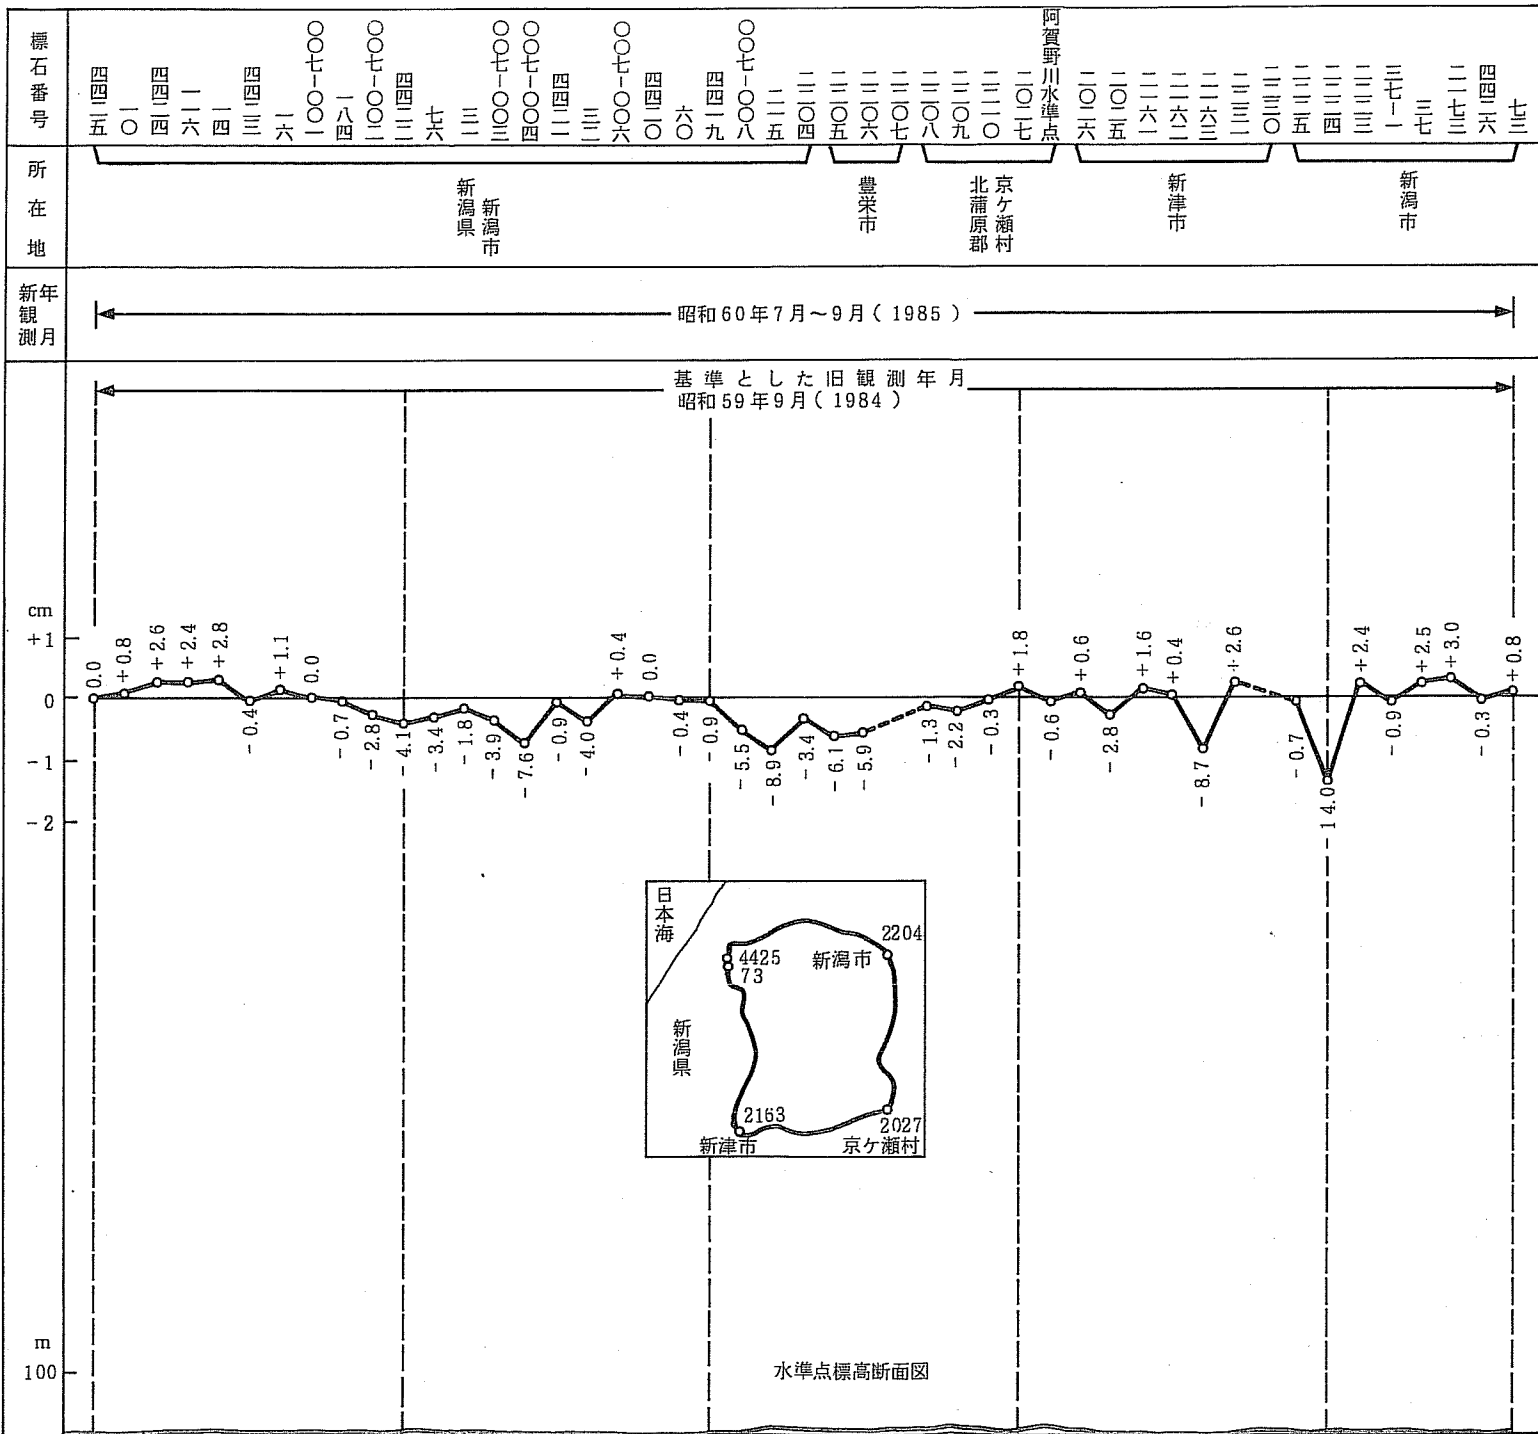 標石番号
四四二五
一〇
四四二四
一一六
一四
四四二三
一六
〇〇七-〇〇一
一八四
〇〇七-〇〇二
四四二二
七六
三一
〇〇七-〇〇三
〇〇七-〇〇四
四四二一
三二
〇〇七-〇〇六
四四二〇
六〇
四四一九
〇〇七-〇〇八
二一五
二二〇四
二二〇五
二二〇六
二二〇七
二二〇八
二二〇九
二二一〇
二〇二七
阿賀野川水準点
二〇二六
二〇二五
二一六一
二一六二
二一六三
二二三一
二二三〇
二二二五
二二二四
二二二三
三七-一
三七
二一七三
四四二六
七三
所在地
新潟県
新潟市
豊栄市
北蒲原郡
京ケ瀬村
新津市
新潟市
新観測
年月
昭和60年7月～9月( 1985 )
基準とした旧観測年月
昭和59年9月( 1984 )
cm
+1
0
-1
-2
0.0
+0.8
+2.6
+2.4
+2.8
-0.4
+1.1
0.0
-0.7
-2.8
-4.1
-3.4
-1.8
-3.9
-7.6
-0.9
-4.0
+0.4
0.0
-0.4
-0.9
-5.5
-8.9
-3.4
-6.1
-5.9
-1.3
-2.2
-0.3
+1.8
-0.6
+0.6
-2.8
+1.6
+0.4
-8.7
+2.6
-0.7
-14.0
+2.4
-0.9
+2.5
+3.0
-0.3
+0.8
日本海
2204
4425
新潟市
73
新潟県
2163
2027
新津市
京ケ瀬村
m
100
水準点標高断面図